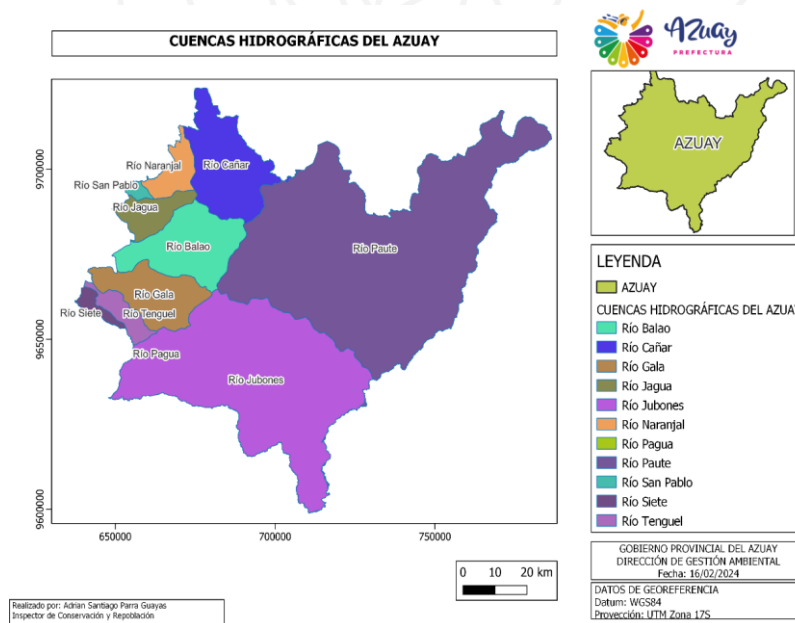 CUENCAS HIDROGRÁFICAS DEL AZUAY
Azuay
PREFECTURA
AZUAY
Río Naranjal
Río Cañar
Río San Pablo
Río Jagua
Río Balao
Río Paute
Río Gala
Río Siete
Río Tenguel
Río Pagua
Río Jubones
9700000
9650000
9600000
650000
700000
750000
0 10 20 km
LEYENDA
AZUAY
CUENCAS HIDROGRÁFICAS DEL AZUA
Río Balao
Río Cañar
Río Gala
Río Jagua
Río Jubones
Río Naranjal
Río Pagua
Río Paute
Río San Pablo
Río Siete
Río Tenguel
GOBIERNO PROVINCIAL DEL AZUAY
DIRECCIÓN DE GESTIÓN AMBIENTAL
Fecha: 16/02/2024
DATOS DE GEOREFERENCIA
Datum: WGS84
Proyección: UTM Zona 17S
Realizado por: Adrian Santiago Parra Guayas
Inspector de Conservación y Repoblación